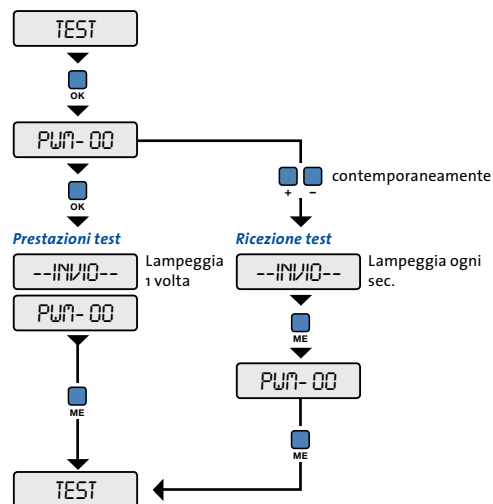 TEST
OK
PWM-00
OK
+ -
contemporaneamente
Prestazioni test
--INVIO--
Lampeggia
1 volta
PWM-00
ME
Ricezione test
--INVIO--
Lampeggia ogni
sec.
ME
PWM-00
ME
TEST